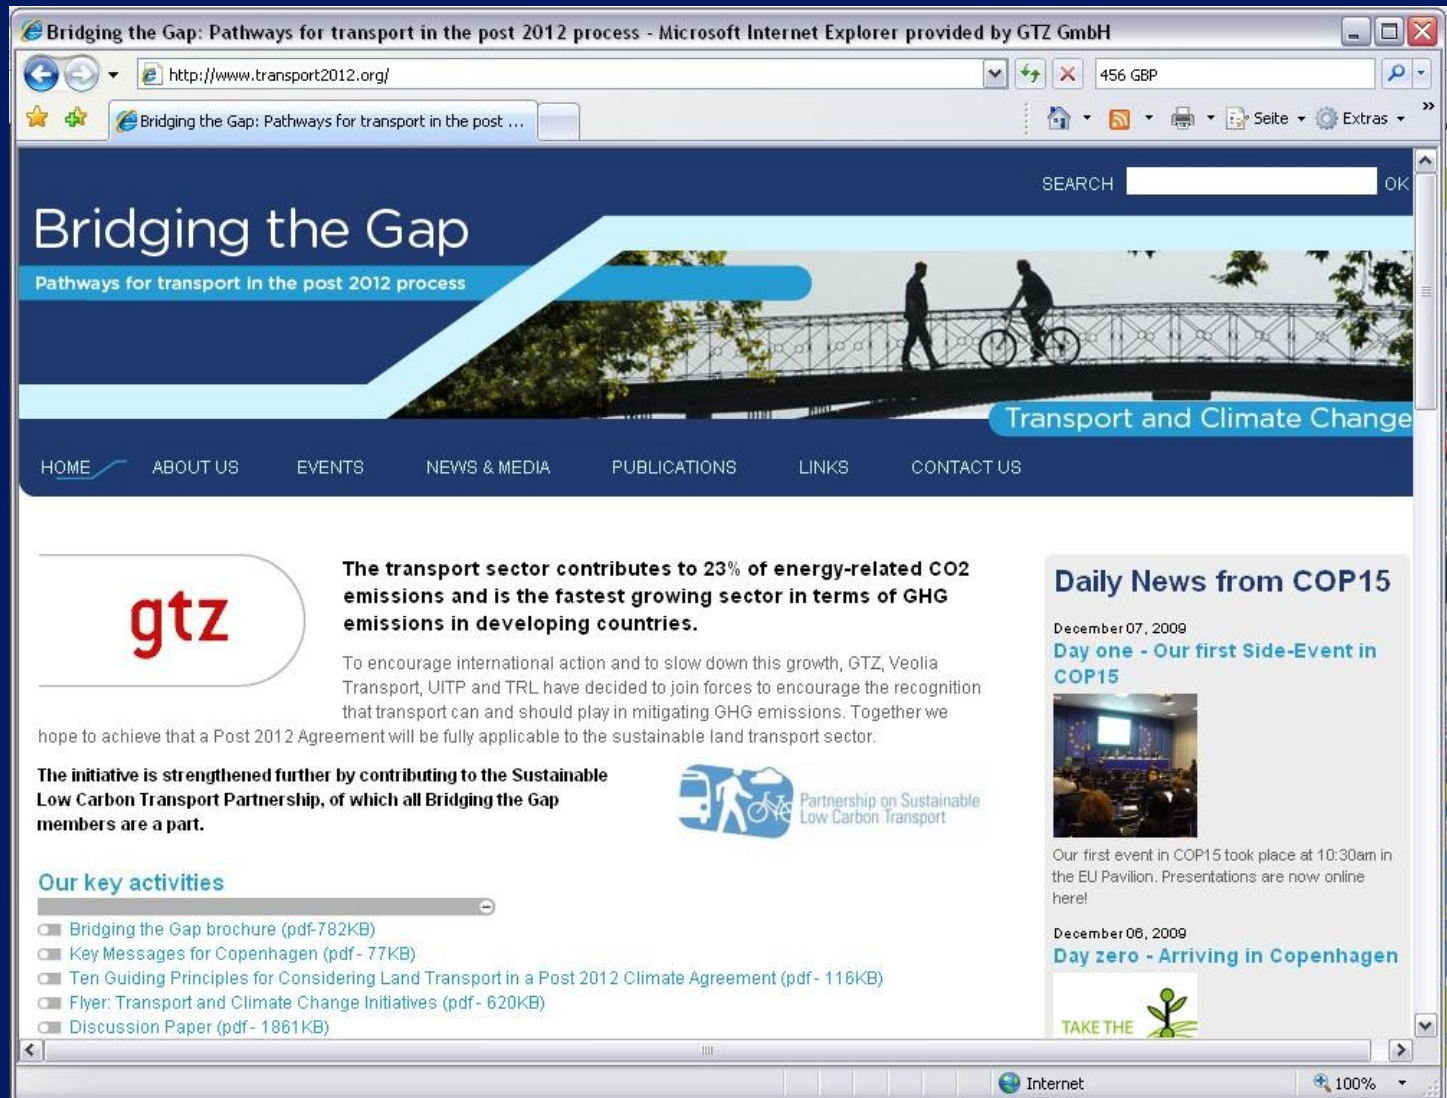 Bridging the Gap: Pathways for transport in the post 2012 process - Microsoft Internet Explorer provided by GTZ GmbH
http://www.transport2012.org/
456 GBP
Bridging the Gap: Pathways for transport in the post ...
Seite
Extras
SEARCH
OK
Bridging the Gap
Pathways for transport in the post 2012 process
Transport and Climate Change
HOME ABOUT US EVENTS NEWS & MEDIA PUBLICATIONS LINKS CONTACT US
gtz
The transport sector contributes to 23% of energy-related CO2
emissions and is the fastest growing sector in terms of GHG
emissions in developing countries.
To encourage international action and to slow down this growth, GTZ, Veolia
Transport, UITP and TRL have decided to join forces to encourage the recognition
that transport can and should play in mitigating GHG emissions. Together we
hope to achieve that a Post 2012 Agreement will be fully applicable to the sustainable land transport sector.
The initiative is strengthened further by contributing to the Sustainable
Low Carbon Transport Partnership, of which all Bridging the Gap
members are a part.
Partnership on Sustainable
Low Carbon Transport
Our key activities
Bridging the Gap brochure (pdf-782KB)
Key Messages for Copenhagen (pdf - 77KB)
Ten Guiding Principles for Considering Land Transport in a Post 2012 Climate Agreement (pdf - 116KB)
Flyer: Transport and Climate Change Initiatives (pdf - 620KB)
Discussion Paper (pdf - 1861KB)
Daily News from COP15
December 07, 2009
Day one - Our first Side-Event in
COP15
Our first event in COP15 took place at 10:30am in
the EU Pavilion. Presentations are now online
here!
December 06, 2009
Day zero - Arriving in Copenhagen
TAKE THE
Internet
100%